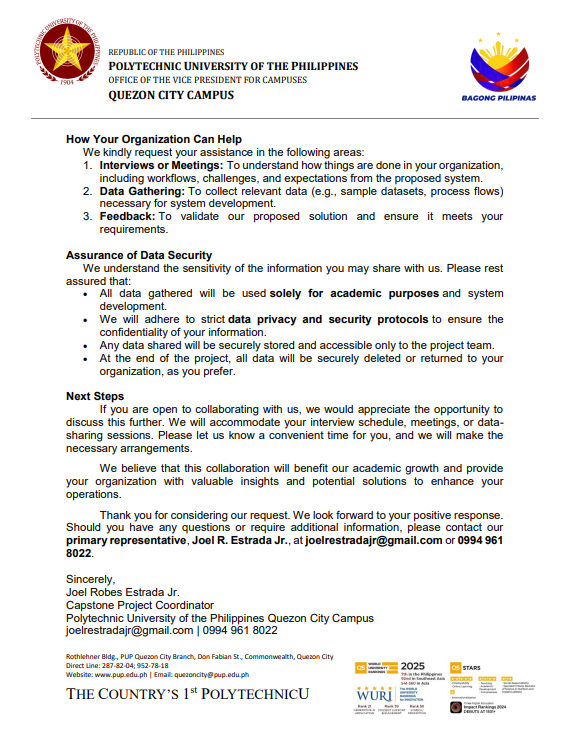 POLYTECHNIC UNIVERSITY OF THE PHILIPPINES
1904
REPUBLIC OF THE PHILIPPINES
POLYTECHNIC UNIVERSITY OF THE PHILIPPINES
OFFICE OF THE VICE PRESIDENT FOR CAMPUSES
QUEZON CITY CAMPUS
BAGONG PILIPINAS
How Your Organization Can Help
We kindly request your assistance in the following areas:
1. Interviews or Meetings: To understand how things are done in your organization,
including workflows, challenges, and expectations from the proposed system.
2. Data Gathering: To collect relevant data (e.g., sample datasets, process flows)
necessary for system development.
3. Feedback: To validate our proposed solution and ensure it meets your
requirements.
Assurance of Data Security
We understand the sensitivity of the information you may share with us. Please rest
assured that:
• All data gathered will be used solely for academic purposes and system
development.
• We will adhere to strict data privacy and security protocols to ensure the
confidentiality of your information.
• Any data shared will be securely stored and accessible only to the project team.
• At the end of the project, all data will be securely deleted or returned to your
organization, as you prefer.
Next Steps
If you are open to collaborating with us, we would appreciate the opportunity to
discuss this further. We will accommodate your interview schedule, meetings, or data-
sharing sessions. Please let us know a convenient time for you, and we will make the
necessary arrangements.
We believe that this collaboration will benefit our academic growth and provide
your organization with valuable insights and potential solutions to enhance your
operations.
Thank you for considering our request. We look forward to your positive response.
Should you have any questions or require additional information, please contact our
primary representative, Joel R. Estrada Jr., at joelrestradajr@gmail.com or 0994 961
8022.
Sincerely,
Joel Robes Estrada Jr.
Capstone Project Coordinator
Polytechnic University of the Philippines Quezon City Campus
joelrestradajr@gmail | 0994 961 8022
Rothlehner Bldg., PUP Quezon City Branch, Don Fabian St., Commonwealth, Quezon City
Direct Line: 287-82-04; 952-78-18
Website: www.pup.edu.ph | Email: quezoncity@pup.edu.ph
THE COUNTRY'S 1st POLYTECHNICU
QS WORLD UNIVERSITY RANKINGS
2025
7th in the Philippines
QS STARS
WURI
THE WORLD UNIVERSITY RANKINGS FOR INNOVATION
Impact Rankings 2024